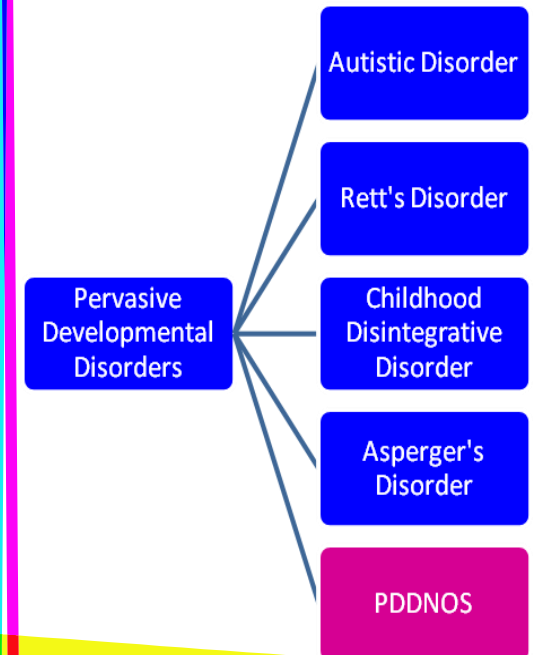 Autistic Disorder
Rett's Disorder
Pervasive
Developmental
Disorders
Childhood
Disintegrative
Disorder
Asperger's
Disorder
PDDNOS